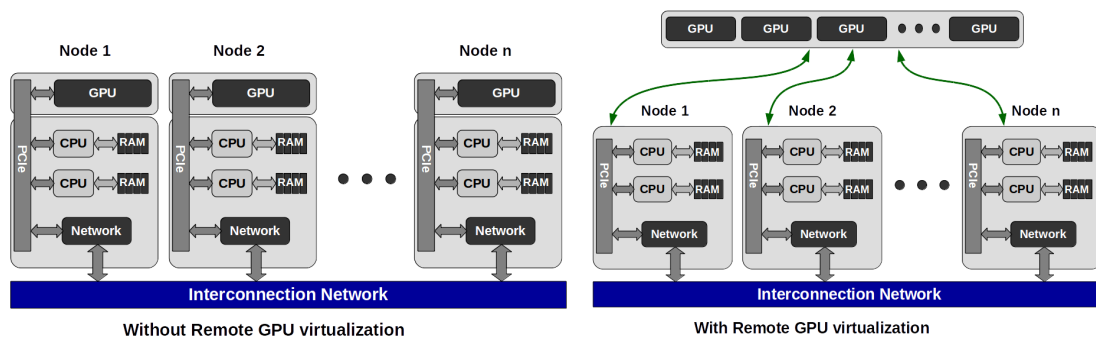 Node 1
Node 2
Node n
GPU
GPU
GPU
PCIe
CPU
RAM
CPU
RAM
Network
PCIe
CPU
RAM
CPU
RAM
Network
PCIe
CPU
RAM
CPU
RAM
Network
Interconnection Network
Without Remote GPU virtualization
GPU
GPU
GPU
GPU
Node 1
Node 2
Node n
PCIe
CPU
RAM
CPU
RAM
Network
PCIe
CPU
RAM
CPU
RAM
Network
PCIe
CPU
RAM
CPU
RAM
Network
Interconnection Network
With Remote GPU virtualization